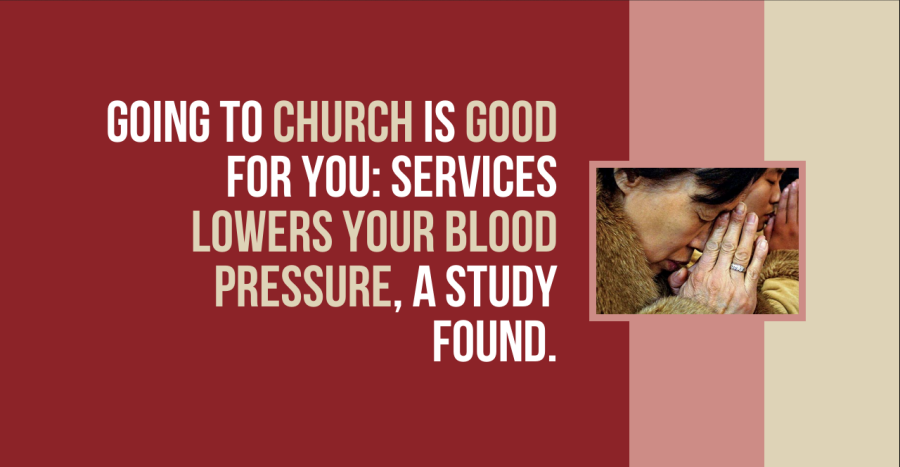 GOING TO CHURCH IS GOOD
FOR YOU: SERVICES
LOWERS YOUR BLOOD
PRESSURE, A STUDY
FOUND.